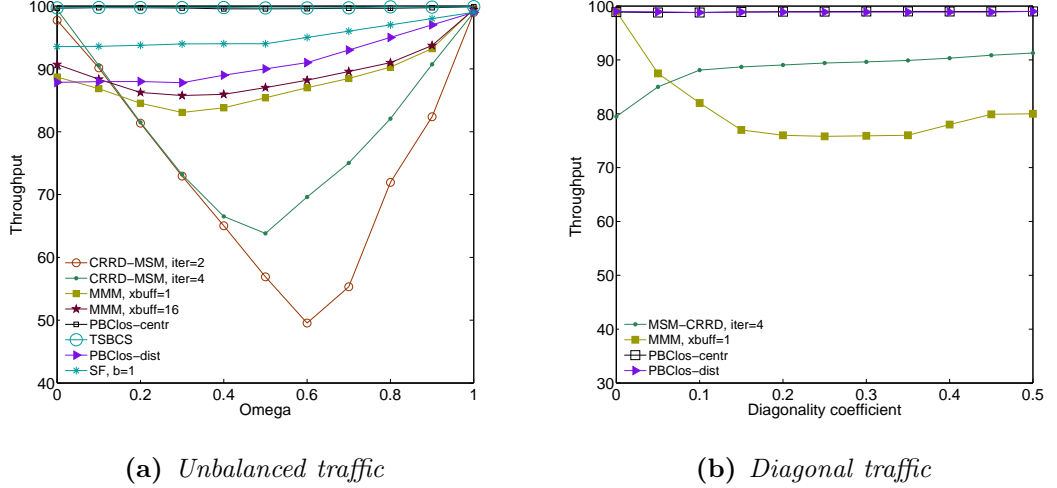 100
90
80
70
60
50
40
Throughput
CRRD−MSM, iter=2
CRRD−MSM, iter=4
MMM, xbuff=1
MMM, xbuff=16
PBClos−centr
TSBCS
PBClos−dist
SF, b=1
0 0.2 0.4 0.6 0.8 1
Omega
(a) Unbalanced traffic
100
90
80
70
60
50
40
30
Throughput
MSM−CRRD, iter=4
MMM, xbuff=1
PBClos−centr
PBClos−dist
0 0.1 0.2 0.3 0.4 0.5
Diagonality coefficient
(b) Diagonal traffic